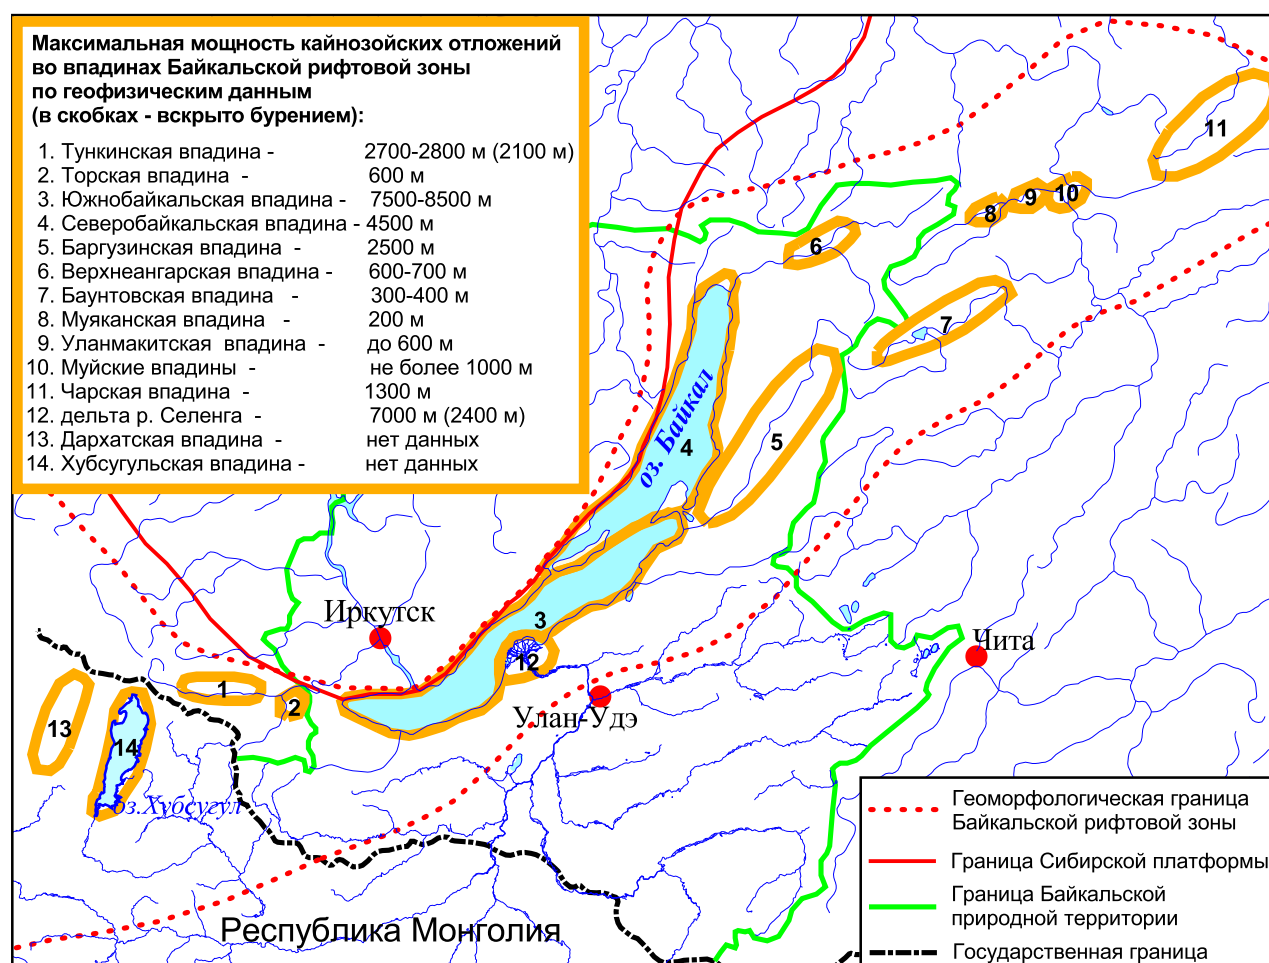 Максимальная мощность кайнозойских отложений
во впадинах Байкальской рифтовой зоны
по геофизическим данным
(в скобках - вскрыто бурением):
1. Тункинская впадина - 2700-2800 м (2100 м)
2. Торская впадина - 600 м
3. Южнобайкальская впадина - 7500-8500 м
4. Северобайкальская впадина - 4500 м
5. Баргузинская впадина - 2500 м
6. Верхнеангарская впадина - 600-700 м
7. Баунтовская впадина - 300-400 м
8. Муяканская впадина - 200 м
9. Уланмакитская впадина - до 600 м
10. Муйские впадины - не более 1000 м
11. Чарская впадина - 1300 м
12. дельта р. Селенга - 7000 м (2400 м)
13. Дархатская впадина - нет данных
14. Хубсугульская впадина - нет данных
11
10
9
8
6
7
оз. Байкал
4
5
3
12
Иркутск
Чита
Улан-Удэ
1
2
13
14
оз.Хубсугул
Республика Монголия
Геоморфологическая граница
Байкальской рифтовой зоны
Граница Сибирской платформы
Граница Байкальской
природной территории
Государственная граница